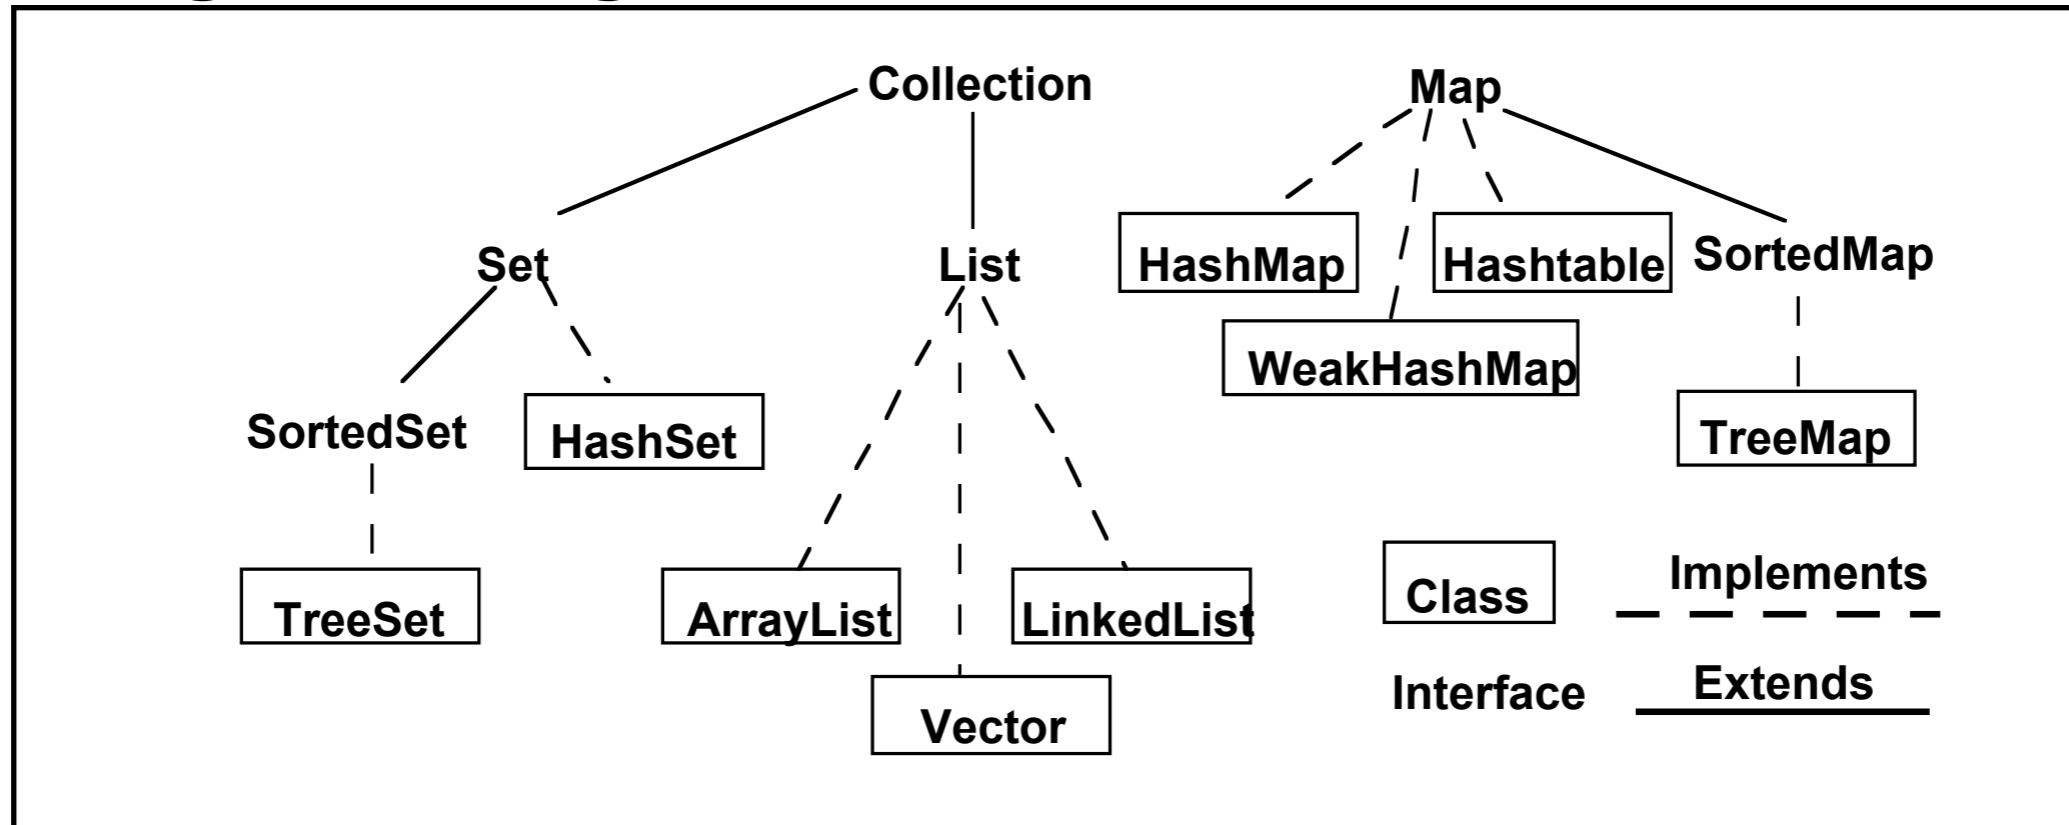 Collection
Map
Set
List
HashMap
Hashtable
SortedMap
WeakHashMap
SortedSet
HashSet
TreeMap
TreeSet
ArrayList
LinkedList
Class
Implements
Interface
Extends
Vector